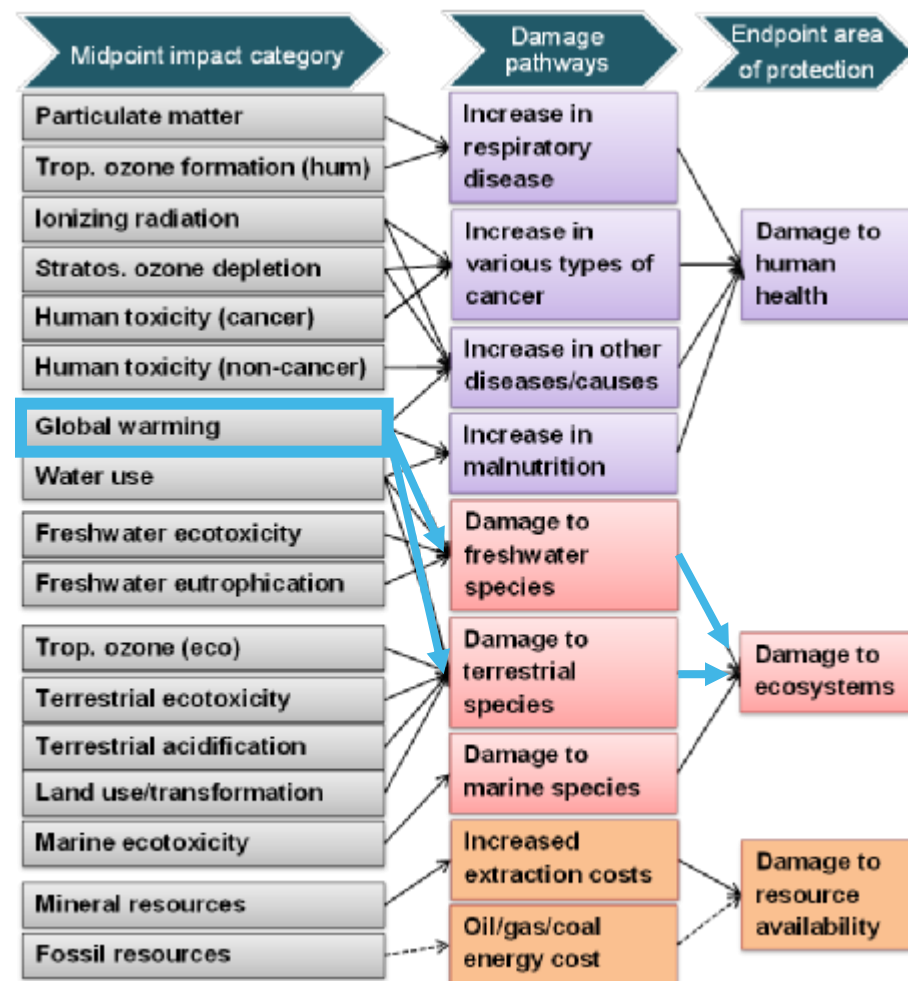 Midpoint impact category
Damage
pathways
Endpoint area
of protection
Particulate matter
Trop. ozone formation (hum)
Ionizing radiation
Stratos. ozone depletion
Human toxicity (cancer)
Human toxicity (non-cancer)
Global warming
Water use
Freshwater ecotoxicity
Freshwater eutrophication
Trop. ozone (eco)
Terrestrial ecotoxicity
Terrestrial acidification
Land use/transformation
Marine ecotoxicity
Mineral resources
Fossil resources
Increase in
respiratory
disease
Increase in
various types of
cancer
Increase in other
diseases/causes
Increase in
malnutrition
Damage to
freshwater
species
Damage to
terrestrial
species
Damage to
marine species
Increased
extraction costs
Oil/gas/coal
energy cost
Damage to
human
health
Damage to
ecosystems
Damage to
resource
availability